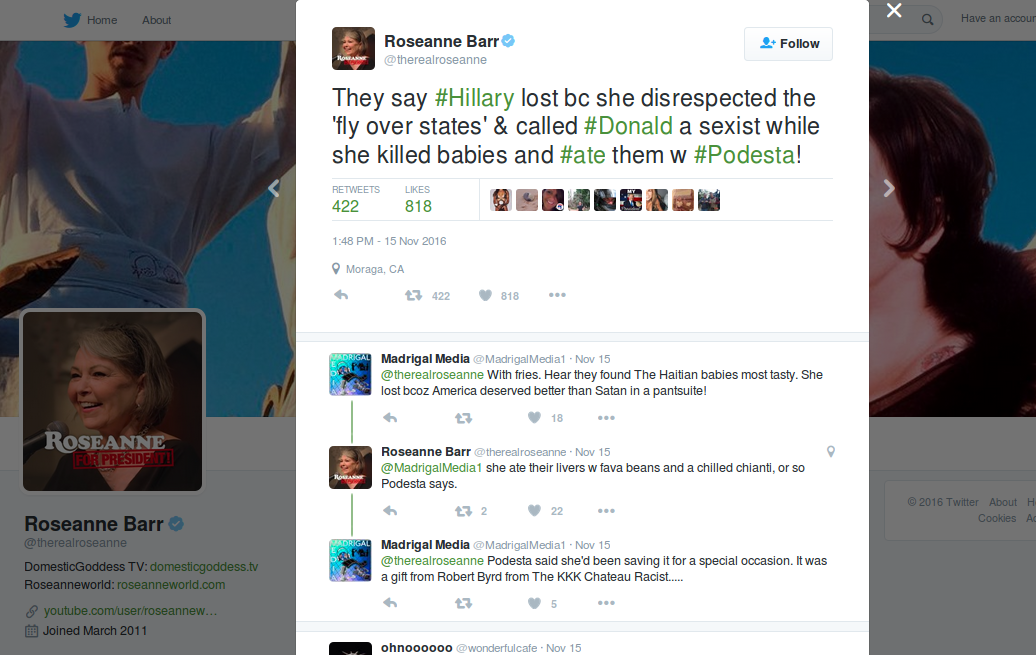 Home About
Have an accou
Roseanne Barr
@therealroseanne
Follow
They say #Hillary lost bc she disrespected the
'fly over states' & called #Donald a sexist while
she killed babies and #ate them w #Podesta!
RETWEETS LIKES
422 818
1:48 PM - 15 Nov 2016
Moraga, CA
422 818
Madrigal Media @MadrigalMedia1 · Nov 15
@therealroseanne With fries. Hear they found The Haitian babies most tasty. She
lost bcoz America deserved better than Satan in a pantsuite!
18
Roseanne Barr @therealroseanne · Nov 15
@MadrigalMedia1 she ate their livers w fava beans and a chilled chianti, or so
Podesta says.
2 22
Madrigal Media @MadrigalMedia1 · Nov 15
@therealroseanne Podesta said she'd been saving it for a special occasion. It was
a gift from Robert Byrd from The KKK Chateau Racist.....
5
ohnoooooo @wonderfulcafe · Nov 15
ROSEANNE
FOR PRESIDENT!
Roseanne Barr
@therealroseanne
DomesticGoddess TV: domesticgoddess.tv
Roseanneworld: roseanneworld.com
youtube.com/user/roseannew…
Joined March 2011
© 2016 Twitter About H
Cookies A